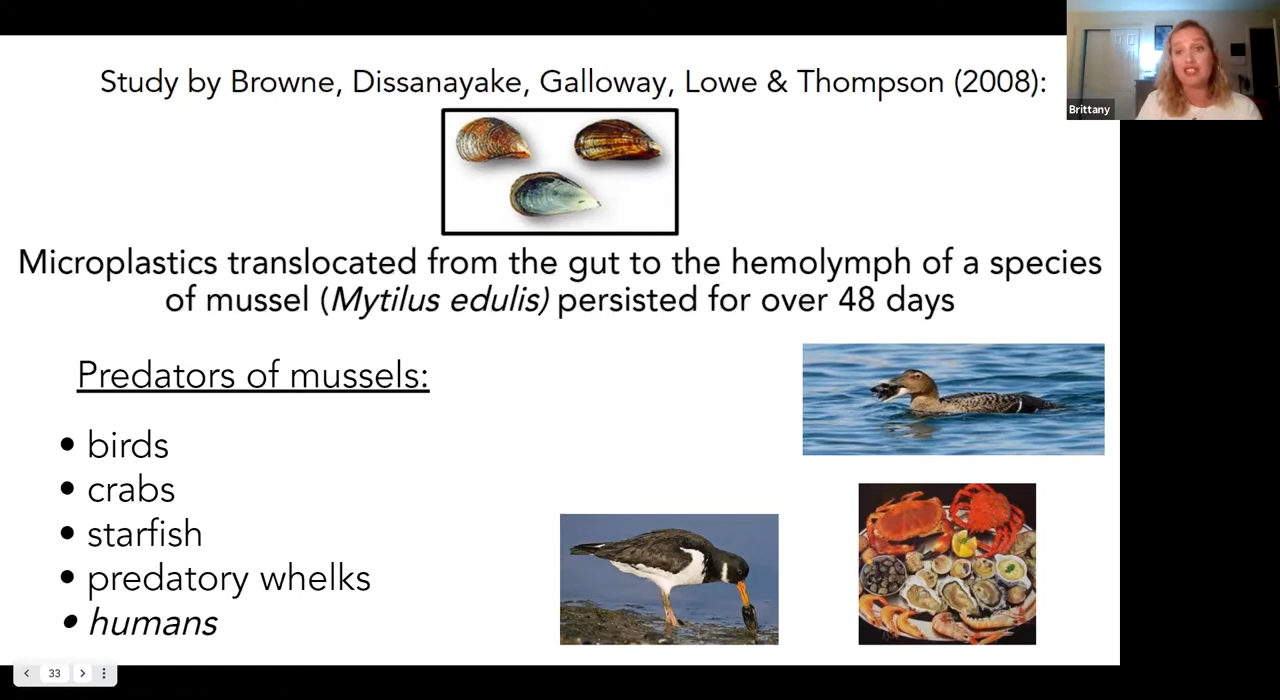 Study by Browne, Dissanayake, Galloway, Lowe & Thompson (2008):
Brittany
Microplastics translocated from the gut to the hemolymph of a species
of mussel (Mytilus edulis) persisted for over 48 days
Predators of mussels:
• birds
• crabs
• starfish
• predatory whelks
• humans
33